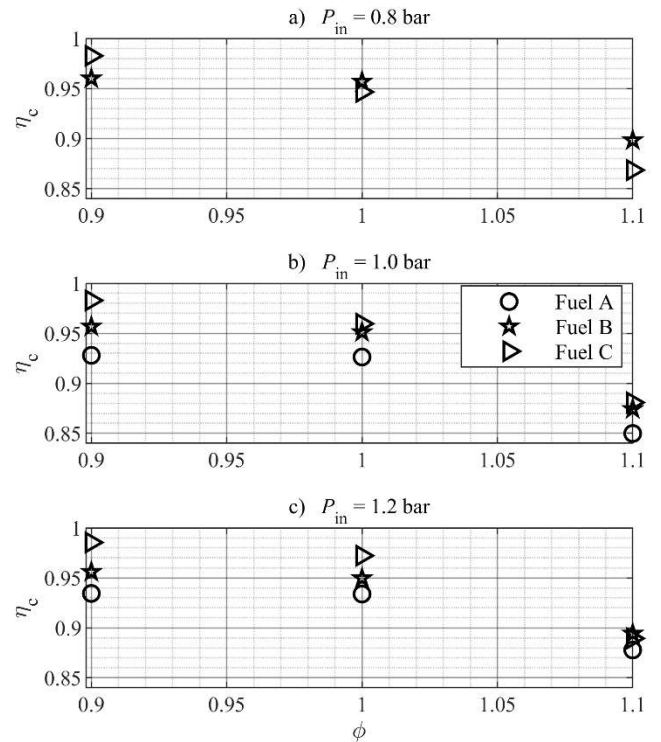 a) P_in = 0.8 bar
1
0.95
0.9
0.85
η_c
0.9 0.95 1 1.05 1.1
b) P_in = 1.0 bar
1
0.95
0.9
0.85
η_c
Fuel A
Fuel B
Fuel C
0.9 0.95 1 1.05 1.1
c) P_in = 1.2 bar
1
0.95
0.9
0.85
η_c
0.9 0.95 1 1.05 1.1
ϕ